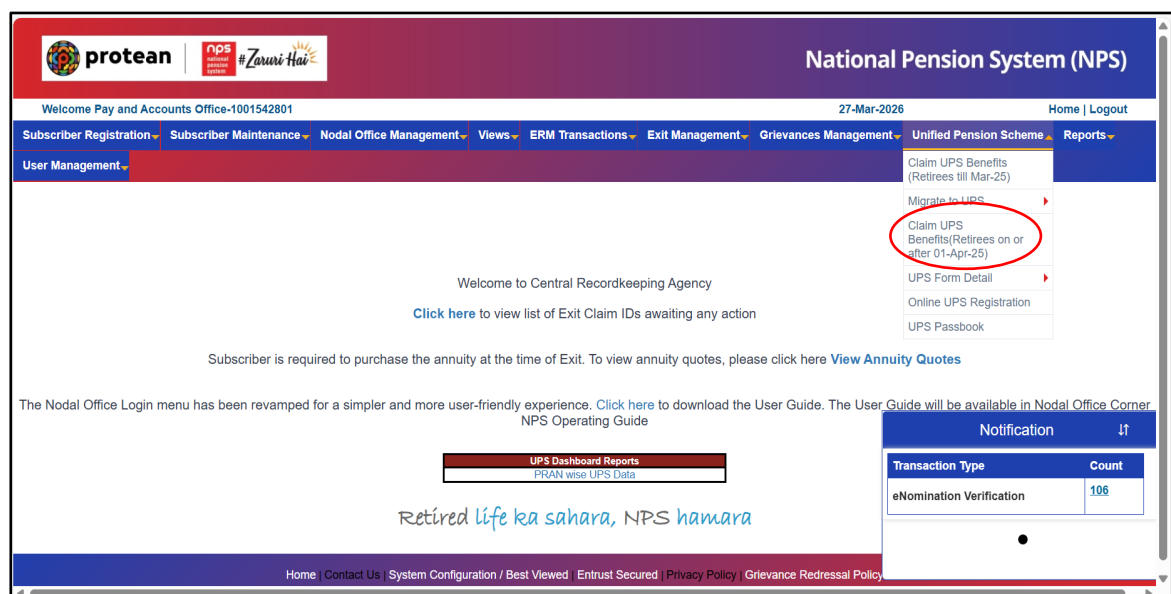 protean
nps
national
pension
system
#Zaruri Hai
National Pension System (NPS)
Welcome Pay and Accounts Office-1001542801
27-Mar-2026
Home | Logout
Subscriber Registration Subscriber Maintenance Nodal Office Management Views ERM Transactions Exit Management Grievances Management Unified Pension Scheme Reports
User Management
Claim UPS Benefits
(Retirees till Mar-25)
Migrate to UPS
Claim UPS
Benefits(Retirees on or
after 01-Apr-25)
UPS Form Detail
Online UPS Registration
UPS Passbook
Welcome to Central Recordkeeping Agency
Click here to view list of Exit Claim IDs awaiting any action
Subscriber is required to purchase the annuity at the time of Exit. To view annuity quotes, please click here View Annuity Quotes
The Nodal Office Login menu has been revamped for a simpler and more user-friendly experience. Click here to download the User Guide. The User Guide will be available in Nodal Office Corner
NPS Operating Guide
UPS Dashboard Reports
PRAN wise UPS Data
Retired life ka sahara, NPS hamara
Notification
Transaction Type Count
eNomination Verification 106
Home | Contact Us | System Configuration / Best Viewed | Entrust Secured | Privacy Policy | Grievance Redressal Policy